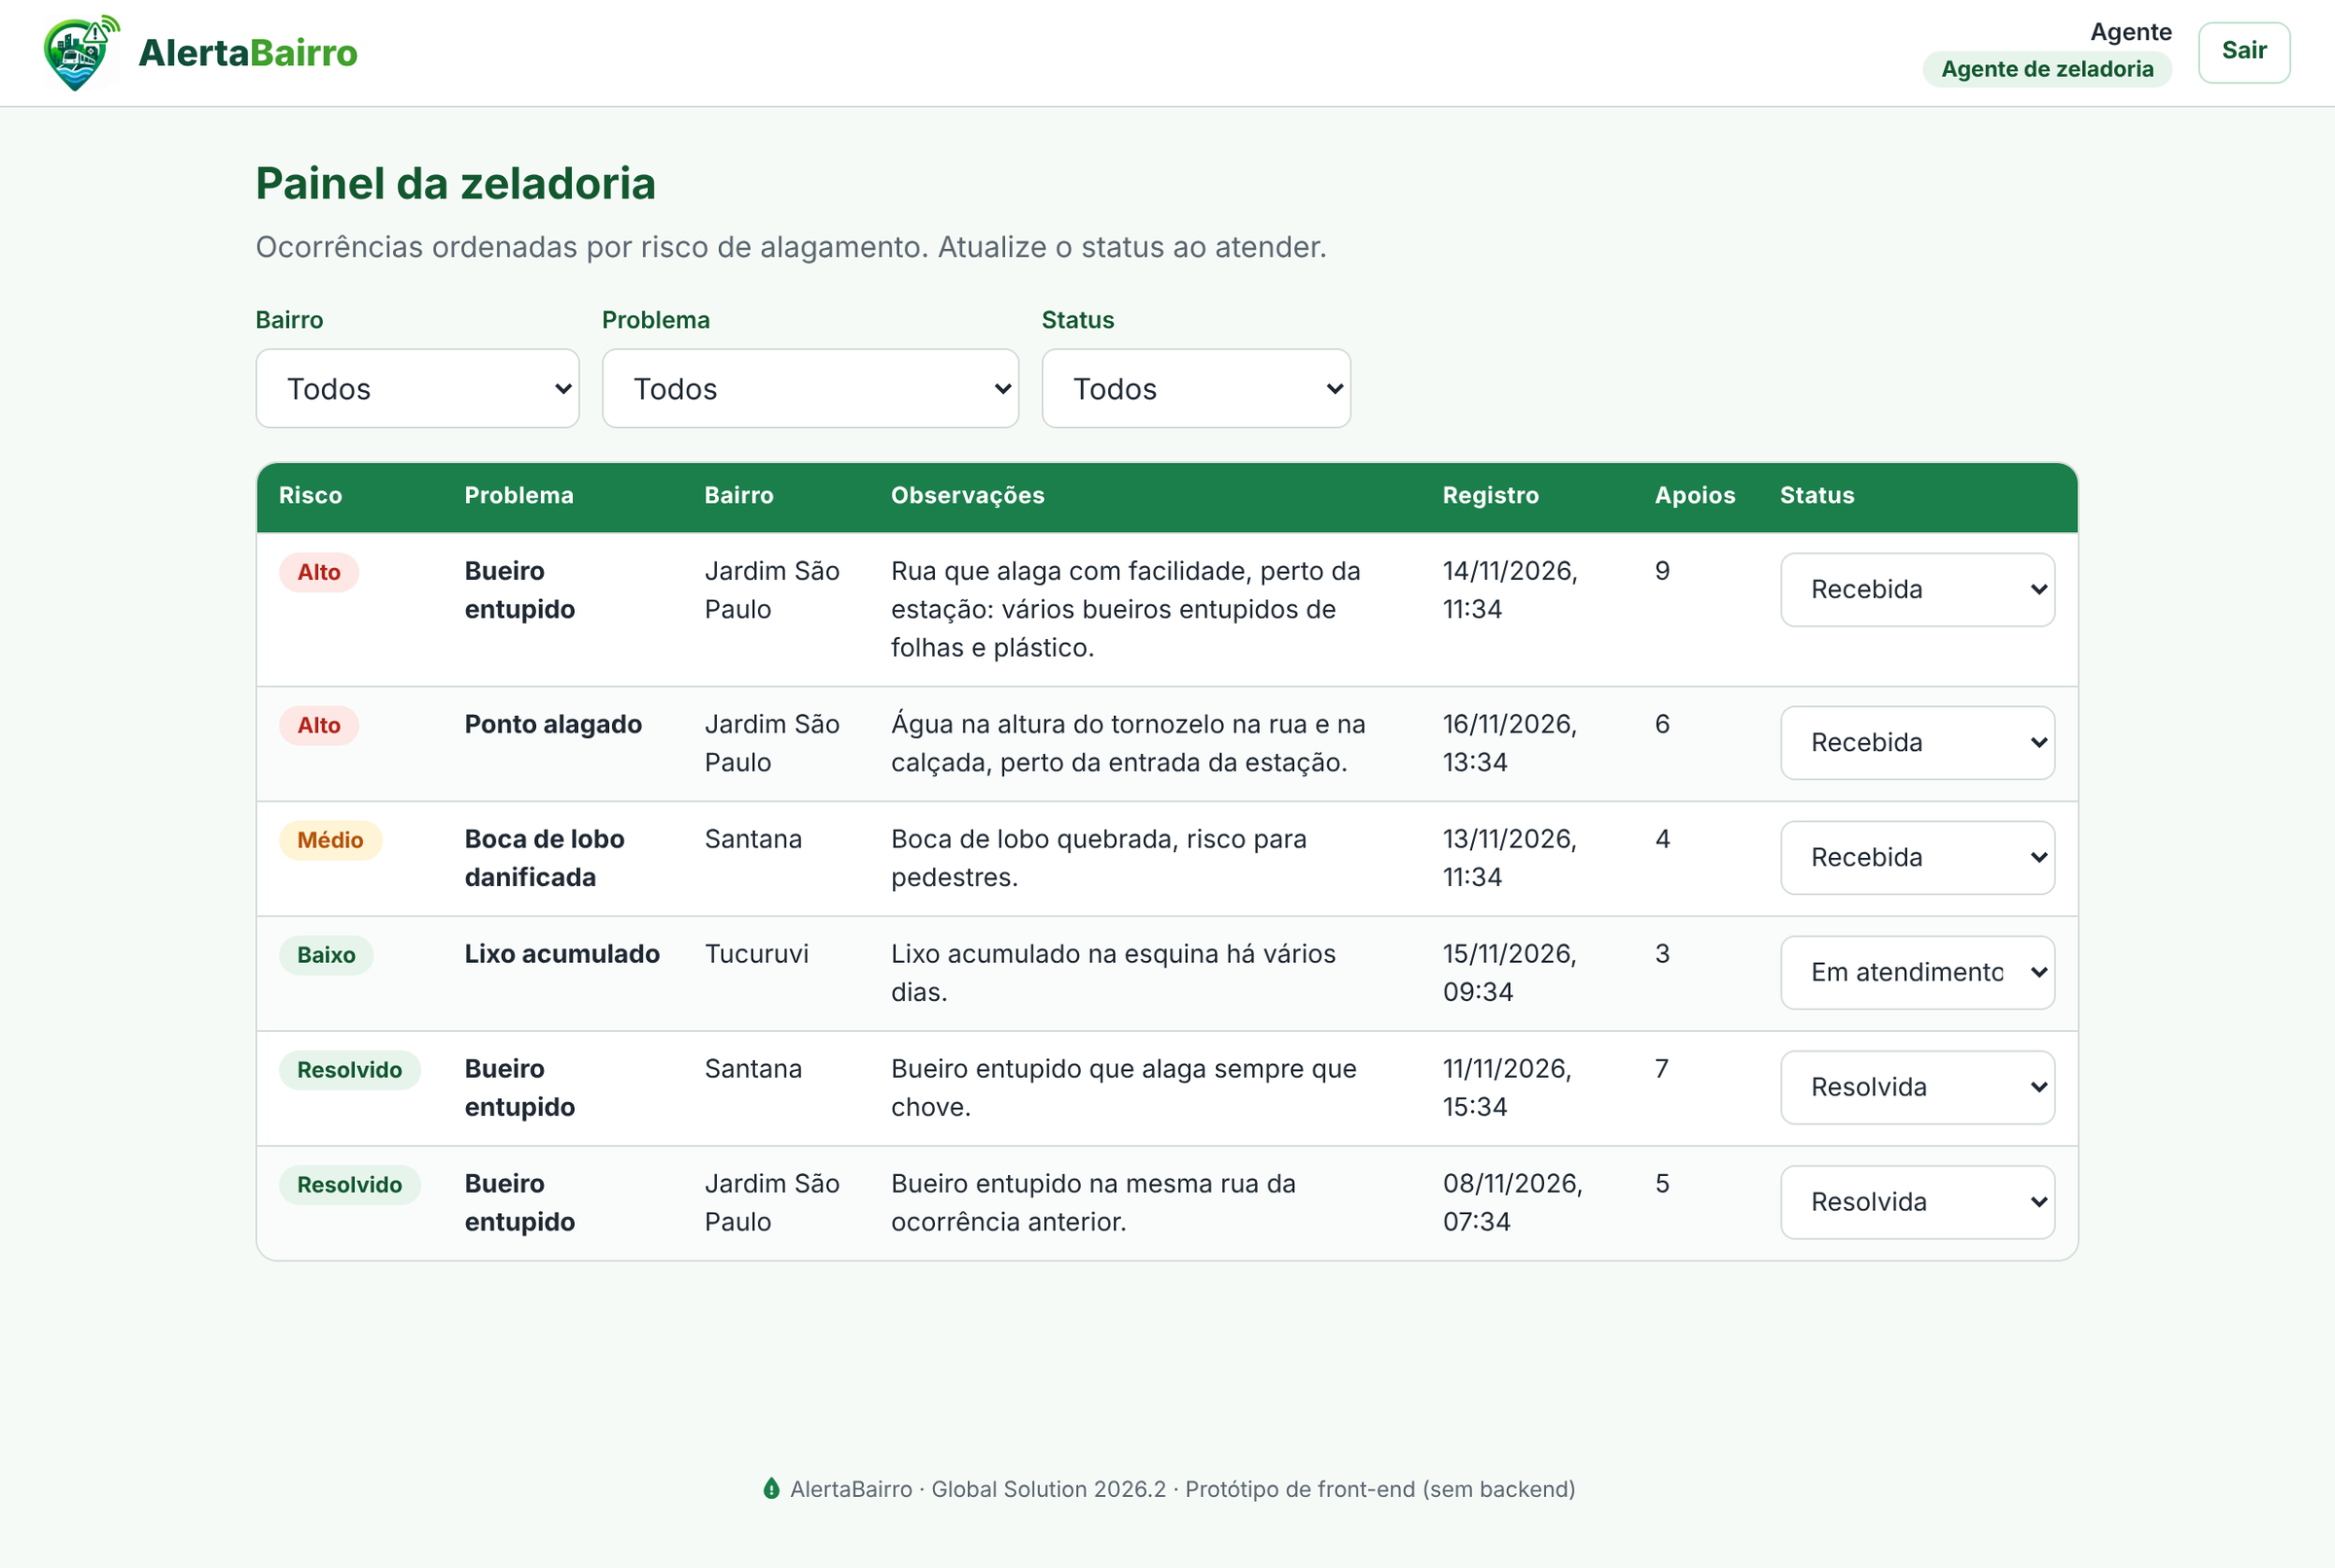 AlertaBairro
Agente
Agente de zeladoria
Sair
Painel da zeladoria
Ocorrências ordenadas por risco de alagamento. Atualize o status ao atender.
Bairro Problema Status
Todos Todos Todos
Risco Problema Bairro Observações Registro Apoios Status
Alto Bueiro Jardim São Rua que alaga com facilidade, perto da 14/11/2026, 9 Recebida
entupido Paulo estação: vários bueiros entupidos de 11:34
folhas e plástico.
Alto Ponto alagado Jardim São Água na altura do tornozelo na rua e na 16/11/2026, 6 Recebida
Paulo calçada, perto da entrada da estação. 13:34
Médio Boca de lobo Santana Boca de lobo quebrada, risco para 13/11/2026, 4 Recebida
danificada pedestres. 11:34
Baixo Lixo acumulado Tucuruvi Lixo acumulado na esquina há vários 15/11/2026, 3 Em atendimento
dias. 09:34
Resolvido Bueiro Santana Bueiro entupido que alaga sempre que 11/11/2026, 7 Resolvida
entupido chove. 15:34
Resolvido Bueiro Jardim São Bueiro entupido na mesma rua da 08/11/2026, 5 Resolvida
entupido Paulo ocorrência anterior. 07:34
AlertaBairro · Global Solution 2026.2 · Protótipo de front-end (sem backend)